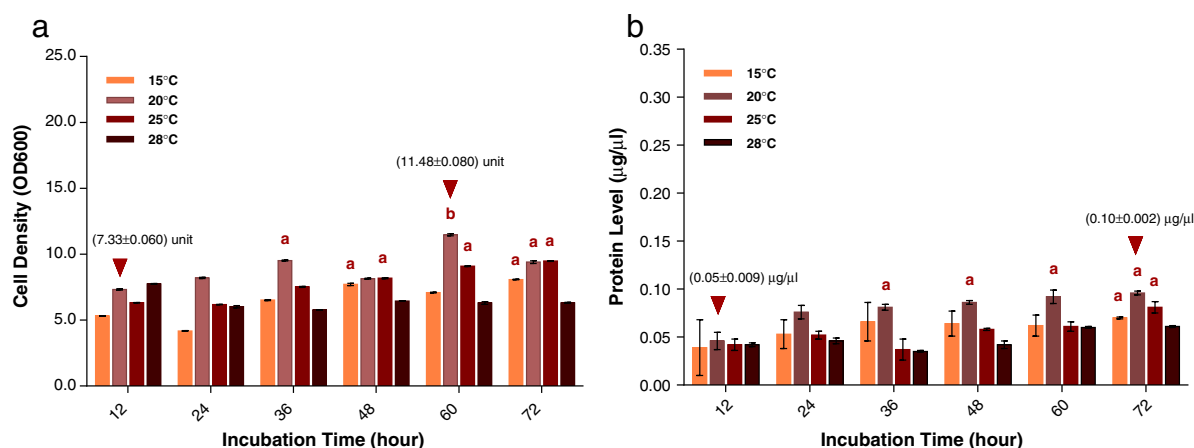 a
Cell Density (OD600)
25.0
20.0
15.0
10.0
5.0
0.0
15°C
20°C
25°C
28°C
(7.33±0.060) unit
(11.48±0.080) unit
a
a
a
b
a
a
a
a
12
24
36
48
60
72
Incubation Time (hour)
b
Protein Level (µg/µl)
0.35
0.30
0.25
0.20
0.15
0.10
0.05
0.00
15°C
20°C
25°C
28°C
(0.05±0.009) µg/µl
(0.10±0.002) µg/µl
a
a
a
a
a
a
12
24
36
48
60
72
Incubation Time (hour)